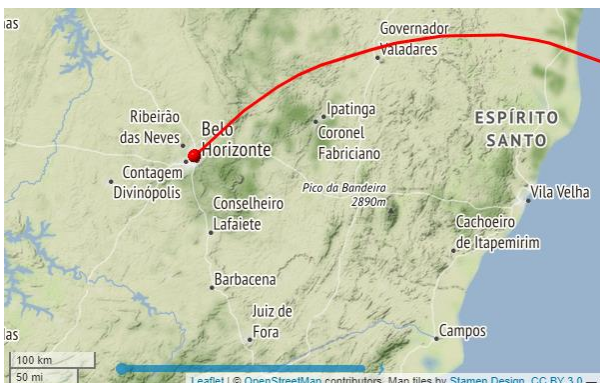 nas
Governador
Valadares
Ribeirão
das Neves
Belo
Horizonte
Ipatinga
Coronel
Fabriciano
ESPÍRITO
SANTO
Contagem
Divinópolis
Pico da Bandeira
2890m
Vila Velha
Conselheiro
Lafaiete
Cachoeiro
de Itapemirim
Barbacena
Juiz de
Fora
Campos
las
100 km
50 mi
Leaflet | © OpenStreetMap contributors, Map tiles by Stamen Design, CC BY 3.0 —